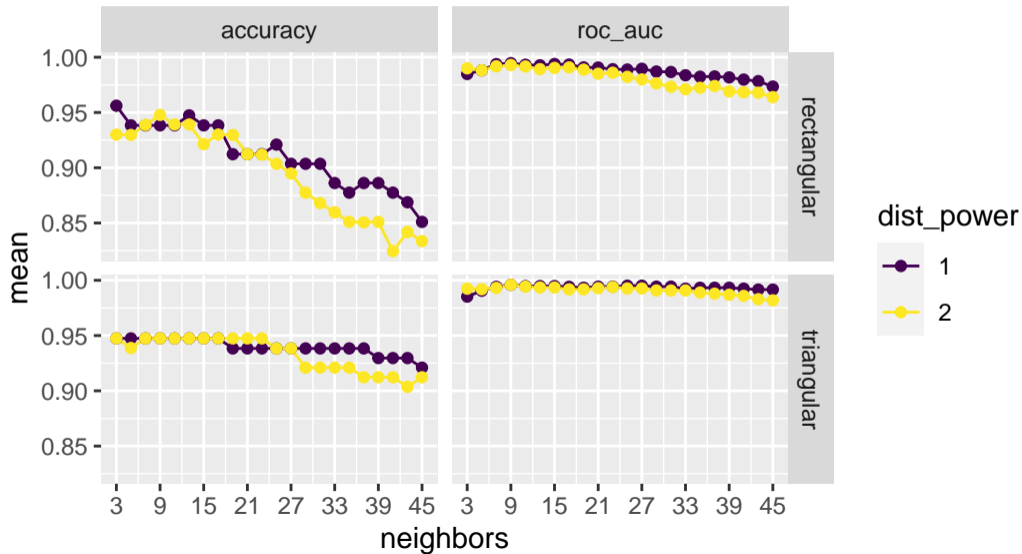 accuracy
roc_auc
1.00
0.95
0.90
0.85
rectangular
1.00
0.95
0.90
0.85
triangular
mean
3 9 15 21 27 33 39 45
3 9 15 21 27 33 39 45
neighbors
dist_power
1
2